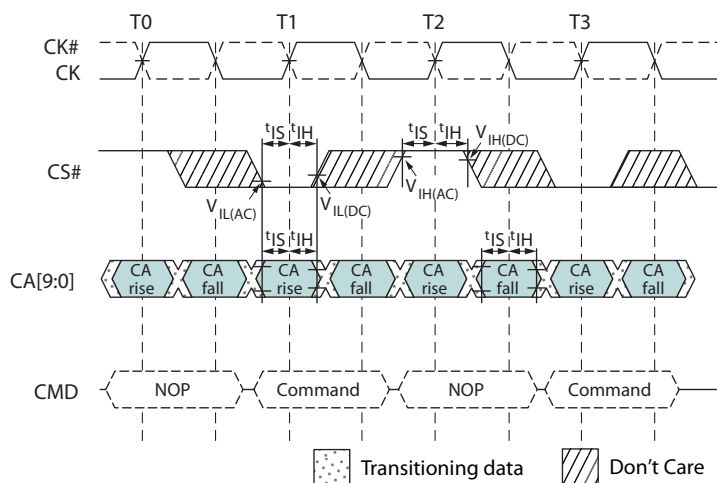 T0 T1 T2 T3
CK#
CK
tIS tIH tIS tIH VIH(DC)
CS#
VIL(AC) VIL(DC) VIH(AC)
tIS tIH tIS tIH
CA[9:0] CA rise CA fall CA rise CA fall CA rise CA fall CA rise CA fall
CMD NOP Command NOP Command
Transitioning data Don't Care